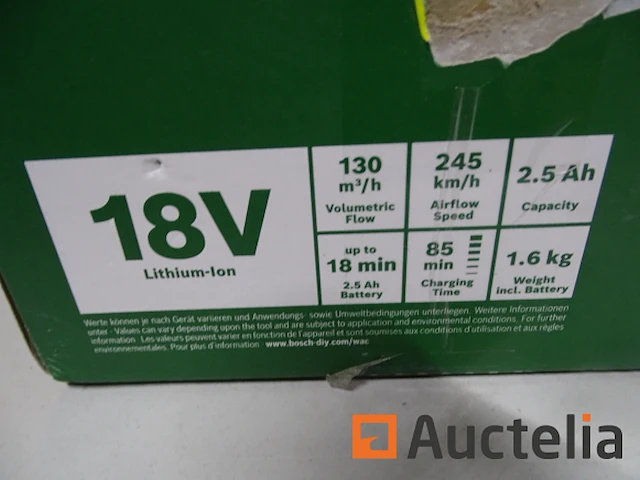 18V
Lithium-Ion
130
m³/h
Volumetric
Flow
245
km/h
Airflow
Speed
2.5 Ah
Capacity
up to
18 min
2.5 Ah
Battery
85
min
Charging
Time
1.6 kg
Weight
incl. Battery
Werte können je nach Gerät variieren und Anwendungs- sowie Umweltbedingungen unterliegen. Weitere Informationen
unter · Values can vary depending upon the tool and are subject to application and environmental conditions. For further
information Les valeurs peuvent varier en fonction de l'appareil et sont soumises aux conditions d'utilisation et aux règles
environnementales. Pour plus d'information www.bosch-diy.com/wac
Auctelia